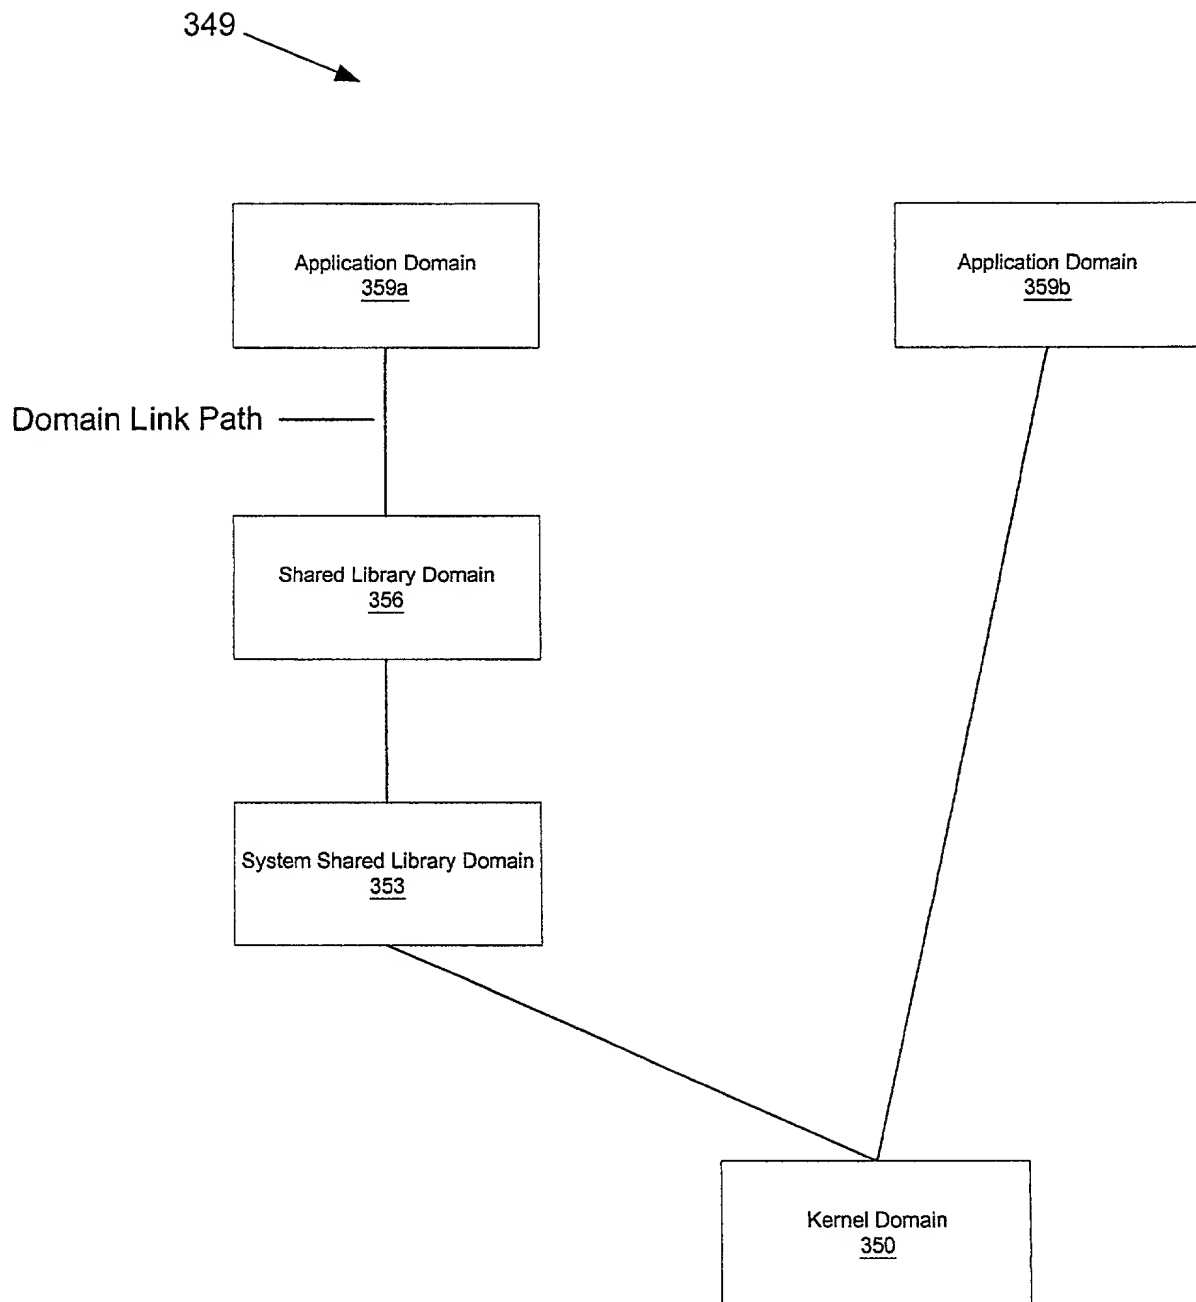 349
Application Domain
359a
Application Domain
359b
Domain Link Path
Shared Library Domain
356
System Shared Library Domain
353
Kernel Domain
350